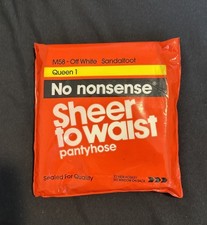 M58 • Off White Sandalfoot
Queen 1
No nonsense
Sheer
to waist
pantyhose
Sealed For Quality